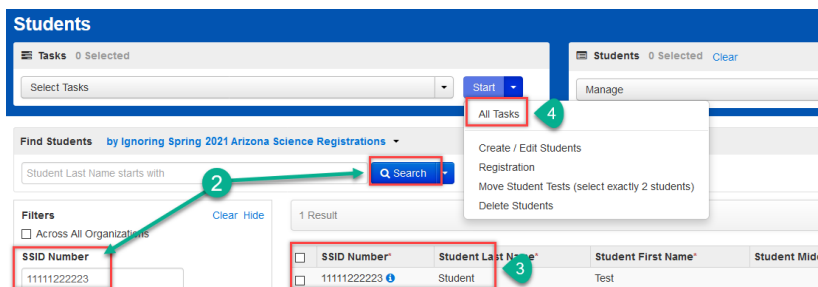 Students
Tasks 0 Selected
Students 0 Selected Clear
Select Tasks
Start
Manage
All Tasks
4
Create / Edit Students
Registration
Move Student Tests (select exactly 2 students)
Delete Students
Find Students by Ignoring Spring 2021 Arizona Science Registrations
Student Last Name starts with
Search
2
Filters
Clear Hide
1 Result
Across All Organizations
SSID Number
11111222223
SSID Number* Student Last Name* Student First Name* Student Midd
3
11111222223 Student Test